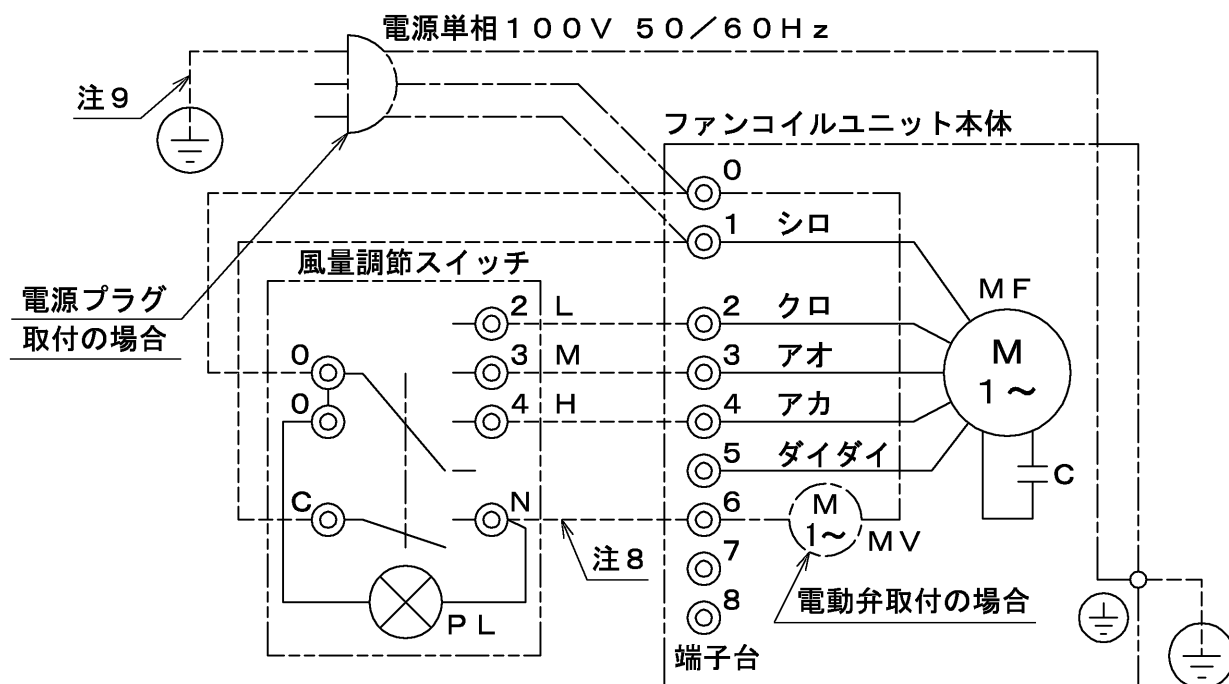 電源単相１００Ｖ ５０／６０Ｈｚ
注９
ファンコイルユニット本体
０
１ シロ
風量調節スイッチ
電源プラグ
取付の場合
ＭＦ
２ Ｌ
２ クロ
０
３ Ｍ
３ アオ
Ｍ
１～
０
４ Ｈ
４ アカ
５ ダイダイ
Ｃ
Ｃ
Ｎ
６
Ｍ
１～
ＭＶ
注８
７
電動弁取付の場合
８
ＰＬ
端子台